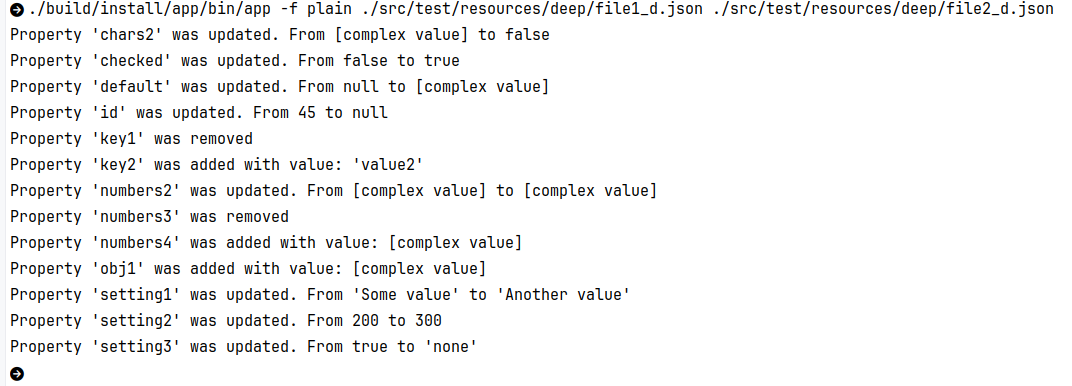 ./build/install/app/bin/app -f plain ./src/test/resources/deep/file1_d.json ./src/test/resources/deep/file2_d.json
Property 'chars2' was updated. From [complex value] to false
Property 'checked' was updated. From false to true
Property 'default' was updated. From null to [complex value]
Property 'id' was updated. From 45 to null
Property 'key1' was removed
Property 'key2' was added with value: 'value2'
Property 'numbers2' was updated. From [complex value] to [complex value]
Property 'numbers3' was removed
Property 'numbers4' was added with value: [complex value]
Property 'obj1' was added with value: [complex value]
Property 'setting1' was updated. From 'Some value' to 'Another value'
Property 'setting2' was updated. From 200 to 300
Property 'setting3' was updated. From true to 'none'